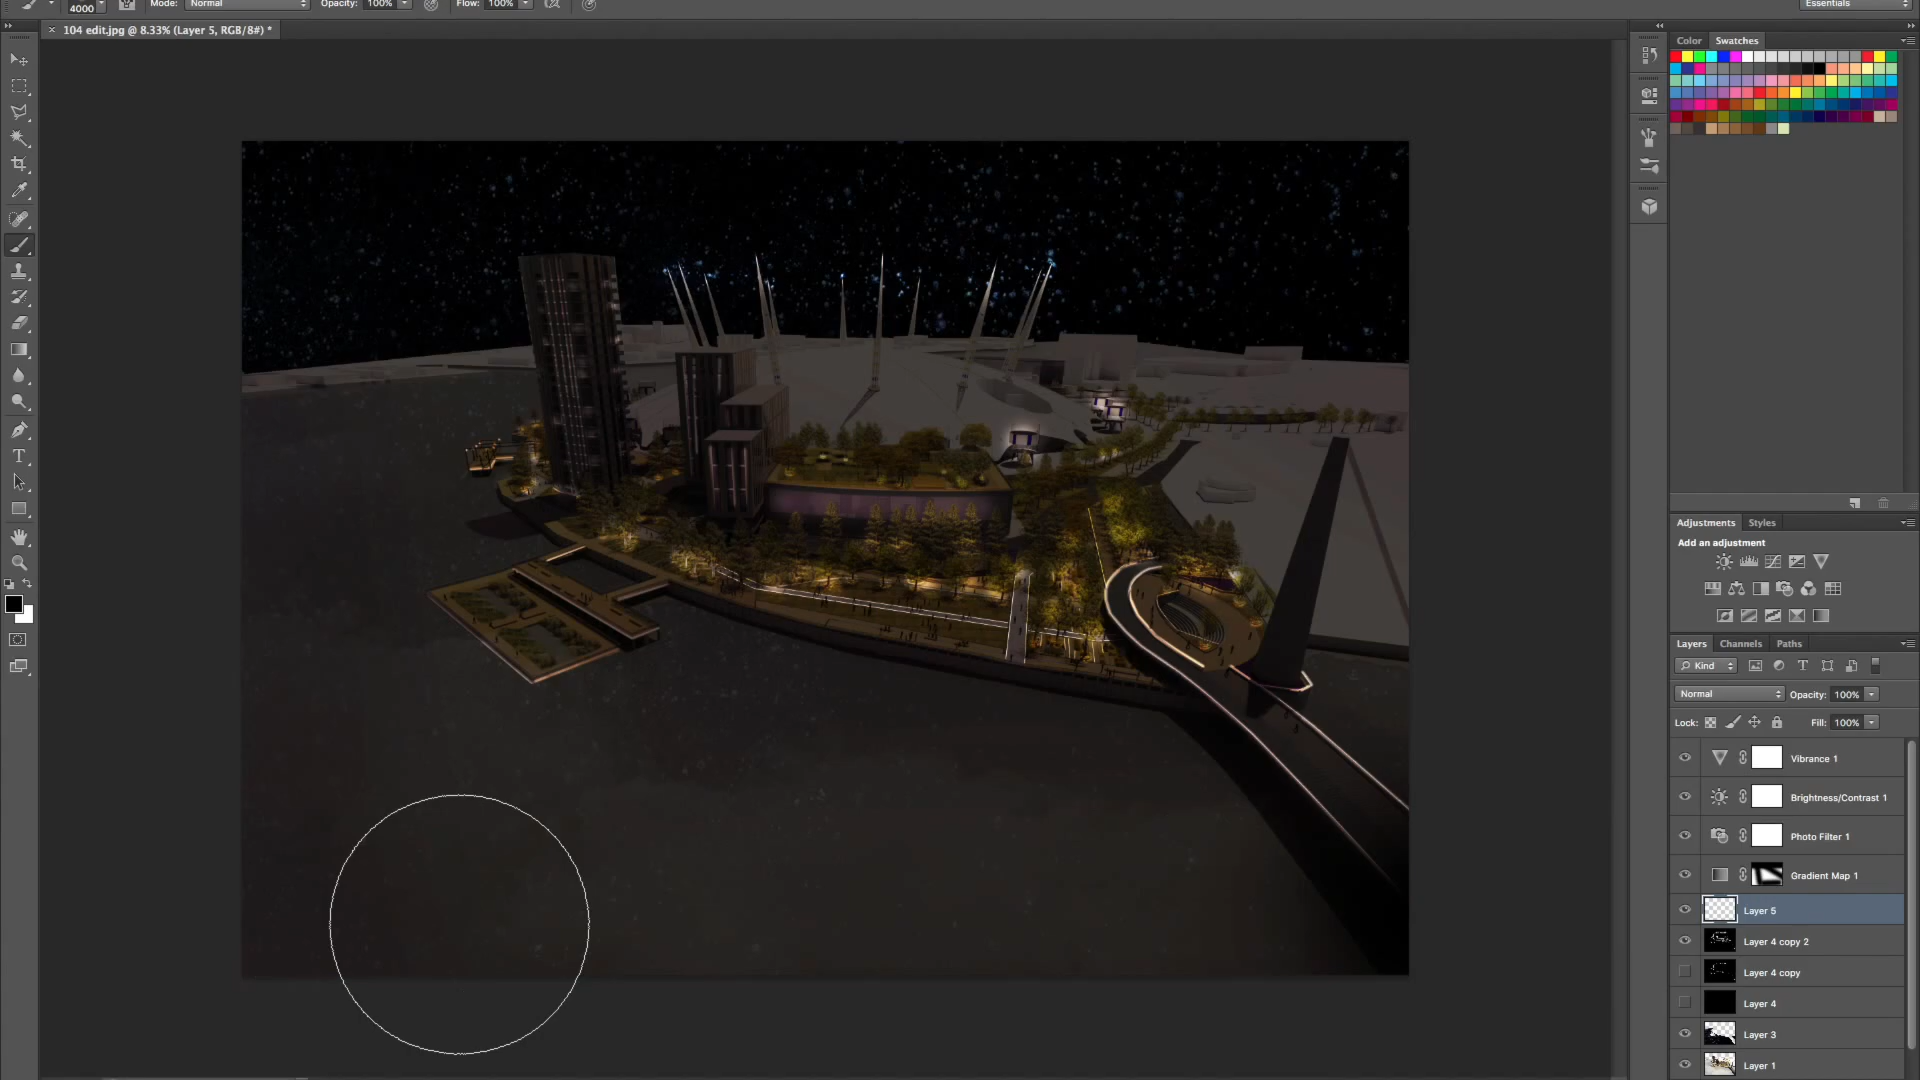 4000 Mode: Normal Opacity: 100% Flow: 100% Essentials
× 104 edit.jpg @ 8.33% (Layer 5, RGB/8#) *
Color Swatches
Adjustments Styles
Add an adjustment
Layers Channels Paths
Kind
Normal Opacity: 100%
Lock: Fill: 100%
Vibrance 1
Brightness/Contrast 1
Photo Filter 1
Gradient Map 1
Layer 5
Layer 4 copy 2
Layer 4 copy
Layer 4
Layer 3
Layer 1